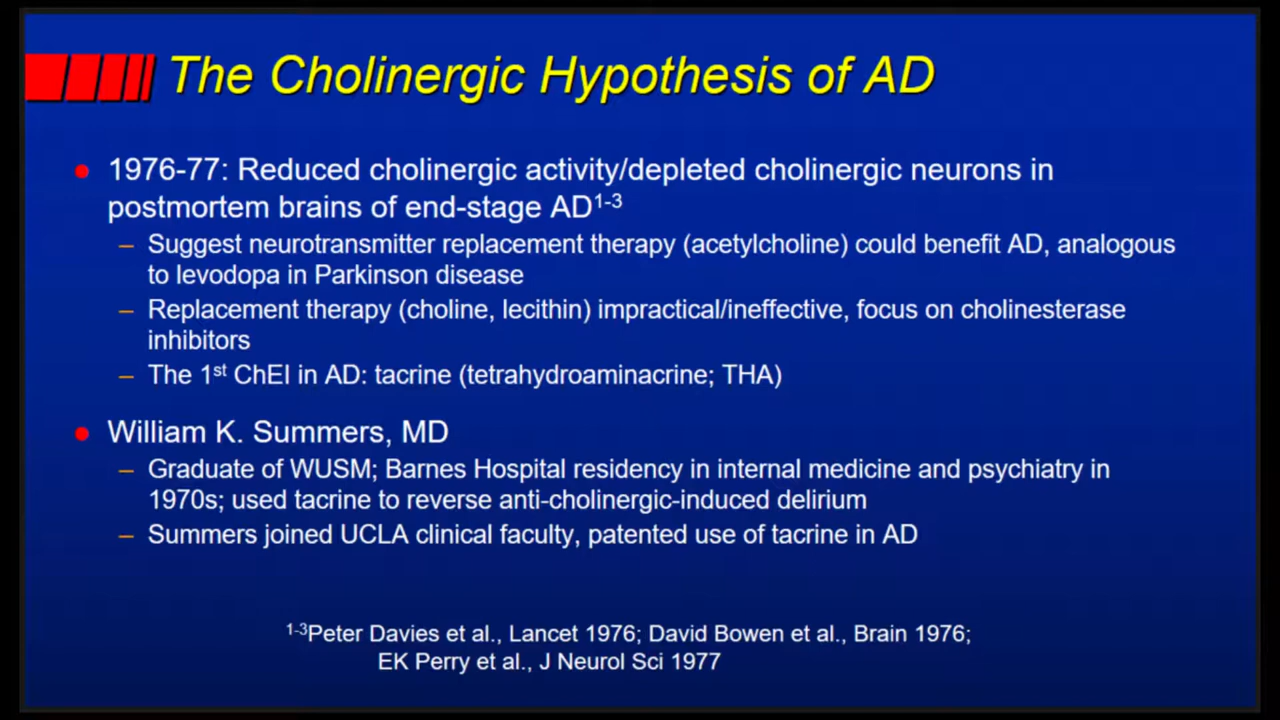 The Cholinergic Hypothesis of AD
• 1976-77: Reduced cholinergic activity/depleted cholinergic neurons in
postmortem brains of end-stage AD1-3
– Suggest neurotransmitter replacement therapy (acetylcholine) could benefit AD, analogous
to levodopa in Parkinson disease
– Replacement therapy (choline, lecithin) impractical/ineffective, focus on cholinesterase
inhibitors
– The 1st ChEI in AD: tacrine (tetrahydroaminacrine; THA)
• William K. Summers, MD
– Graduate of WUSM; Barnes Hospital residency in internal medicine and psychiatry in
1970s; used tacrine to reverse anti-cholinergic-induced delirium
– Summers joined UCLA clinical faculty, patented use of tacrine in AD
1-3Peter Davies et al., Lancet 1976; David Bowen et al., Brain 1976;
EK Perry et al., J Neurol Sci 1977